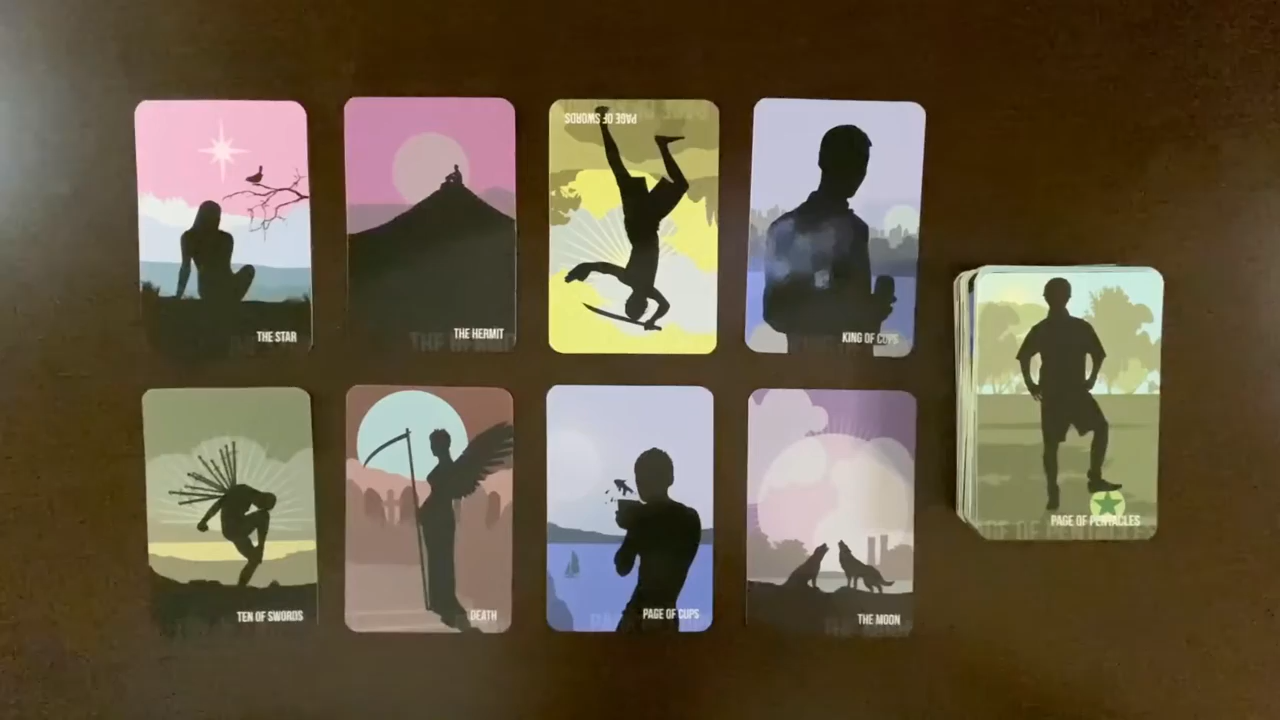 THE STAR
THE HERMIT
PAGE OF SWORDS
KING OF CUPS
TEN OF SWORDS
DEATH
PAGE OF CUPS
THE MOON
PAGE OF PENTACLES